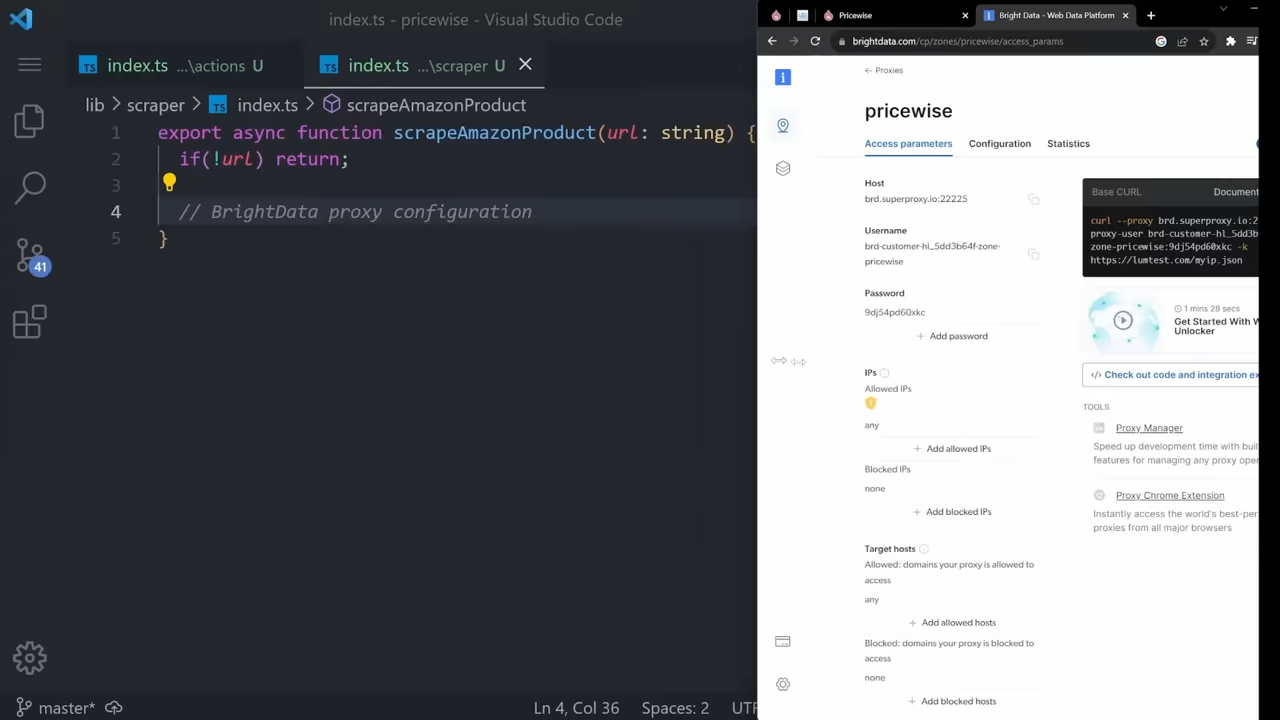 index.ts - pricewise - Visual Studio Code
TS index.ts ...\actions U
TS index.ts ...\scraper U
lib > scraper > TS index.ts > scrapeAmazonProduct
1 export async function scrapeAmazonProduct(url: string) {
2 if(!url) return;
3
4 // BrightData proxy configuration
5 }
41
master*
Ln 4, Col 36
Spaces: 2
UTF
Pricewise
Bright Data - Web Data Platform
brightdata.com/cp/zones/pricewise/access_params
← Proxies
pricewise
Access parameters
Configuration
Statistics
Host
brd.superproxy.io:22225
Username
brd-customer-hl_5dd3b64f-zone-
pricewise
Password
9dj54pd60xkc
+ Add password
IPs
Allowed IPs
any
+ Add allowed IPs
Blocked IPs
none
+ Add blocked IPs
Target hosts
Allowed: domains your proxy is allowed to
access
any
+ Add allowed hosts
Blocked: domains your proxy is blocked to
access
none
+ Add blocked hosts
Base CURL
Document
curl --proxy brd.superproxy.io:2
proxy-user brd-customer-hl_5dd3b
zone-pricewise:9dj54pd60xkc -k
https://lumtest.com/myip.json
1 mins 28 secs
Get Started With W
Unlocker
</> Check out code and integration ex
TOOLS
Proxy Manager
Speed up development time with buil
features for managing any proxy oper
Proxy Chrome Extension
Instantly access the world's best-per
proxies from all major browsers